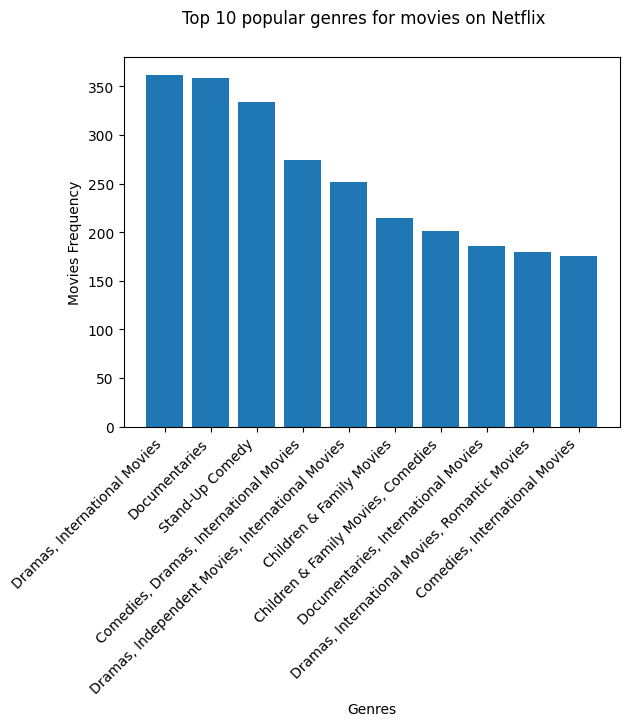 Top 10 popular genres for movies on Netflix
Movies Frequency
350
300
250
200
150
100
50
0
Dramas, International Movies
Documentaries
Stand-Up Comedy
Comedies, Dramas, International Movies
Dramas, Independent Movies, International Movies
Children & Family Movies
Children & Family Movies, Comedies
Documentaries, International Movies
Dramas, International Movies, Romantic Movies
Comedies, International Movies
Genres